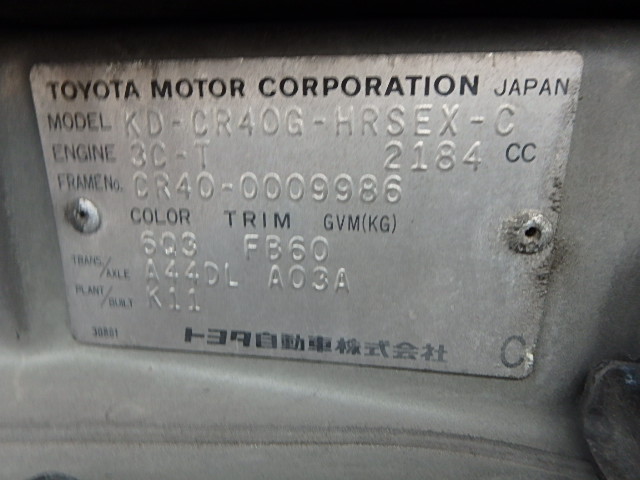 TOYOTA MOTOR CORPORATION JAPAN
MODEL KD-CR40G-HRSEX-C
ENGINE 3C-T 2184 CC
FRAME No. CR40-0009986
COLOR TRIM GVM(KG)
6Q3 FB60
TRANS/AXLE A44DL A03A
PLANT/BUILT K11
30801 トヨタ自動車株式会社 C